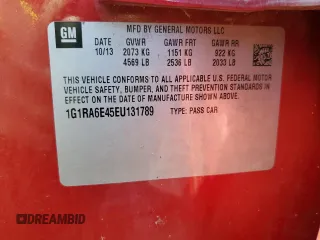 GM
MFD BY GENERAL MOTORS LLC
10/13 GVWR GAWR FRT GAWR RR
2073 KG 1151 KG 922 KG
4569 LB 2536 LB 2033 LB
THIS VEHICLE CONFORMS TO ALL APPLICABLE U.S. FEDERAL MOTOR
VEHICLE SAFETY, BUMPER, AND THEFT PREVENTION STANDARDS IN
EFFECT ON THE DATE OF MANUFACTURE SHOWN ABOVE.
1G1RA6E45EU131789 TYPE: PASS CAR
DREAMBID